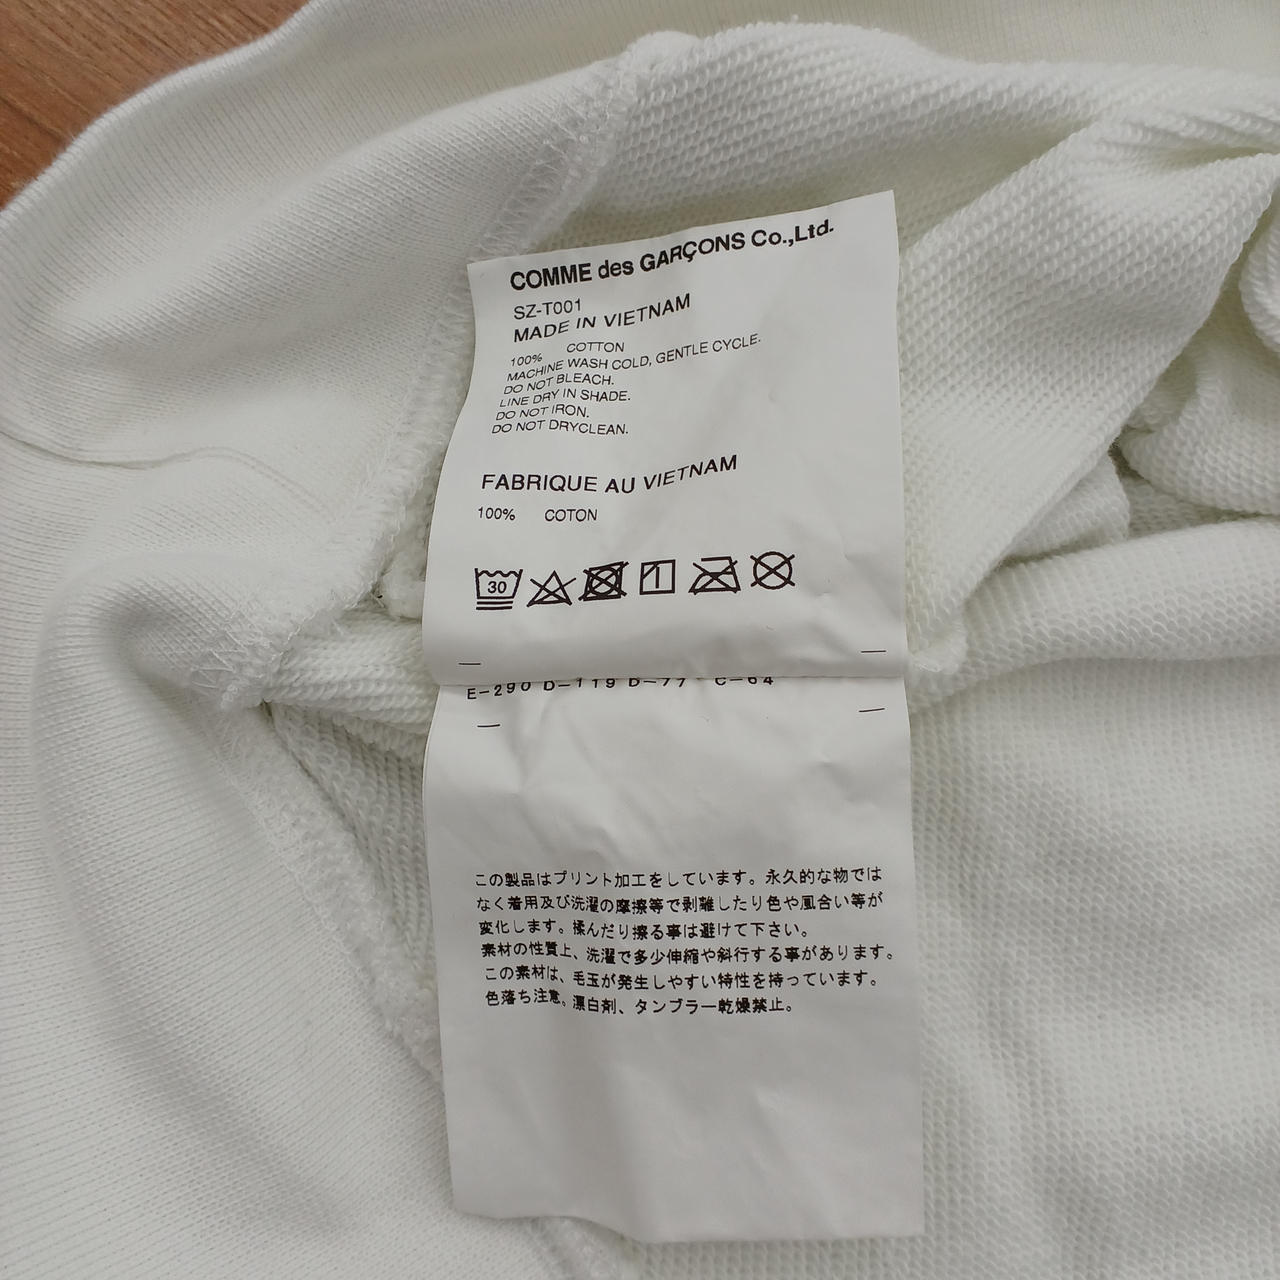 COMME des GARÇONS Co.,Ltd.
SZ-T001
MADE IN VIETNAM
100% COTTON
MACHINE WASH COLD, GENTLE CYCLE.
DO NOT BLEACH.
LINE DRY IN SHADE.
DO NOT IRON.
DO NOT DRYCLEAN.
FABRIQUE AU VIETNAM
100% COTON
30
E-290 D-119 D-77 C-64
この製品はプリント加工をしています。永久的な物では
なく着用及び洗濯の摩擦等で剥離したり色や風合い等が
変化します。揉んだり擦る事は避けて下さい。
素材の性質上、洗濯で多少伸縮や斜行する事があります。
この素材は、毛玉が発生しやすい特性を持っています。
色落ち注意。漂白剤、タンブラー乾燥禁止。